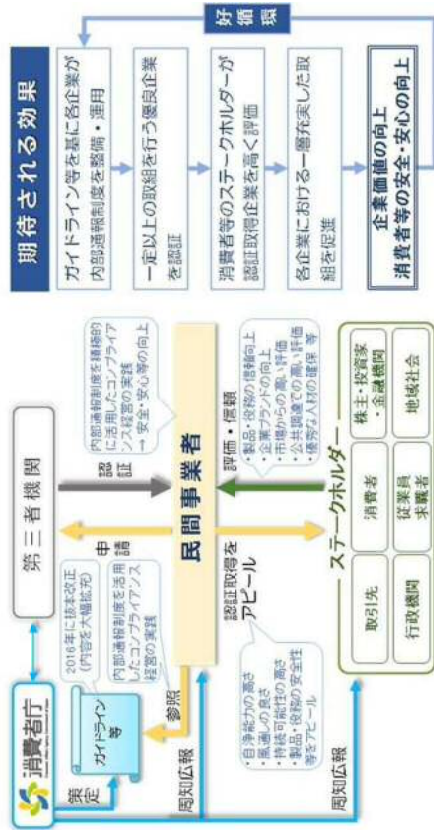 消費者庁
Consumer Affairs Agency, Government of Japan
第三者機関
策定
ガイドライン
等
2016年に抜本改正
(内容を大幅拡充)
内部通報制度を活用
したコンプライアンス
経営の実践
参照
申請
認証
内部通報制度を積極的
に活用したコンプライア
ンス経営の実践
→ 安全・安心等の向上
周知広報
民間事業者
・自浄能力の高さ
・風通しの良さ
・持続可能性の高さ
・製品・役務の安全性
等をアピール
認証取得を
アピール
評価・信頼
・製品・役務の信頼向上
・企業ブランドの向上
・市場からの高い評価
・公共調達での高い評価
・優秀な人材の確保 等
周知広報
ステークホルダー
取引先
消費者
株主・投資家
・金融機関
行政機関
従業員
求職者
地域社会
期待される効果
ガイドライン等を基に各企業が
内部通報制度を整備・運用
一定以上の取組を行う優良企業
を認証
消費者等のステークホルダーが
認証取得企業を高く評価
各企業における一層充実した取
組を促進
企業価値の向上
消費者等の安全・安心の向上
好循環